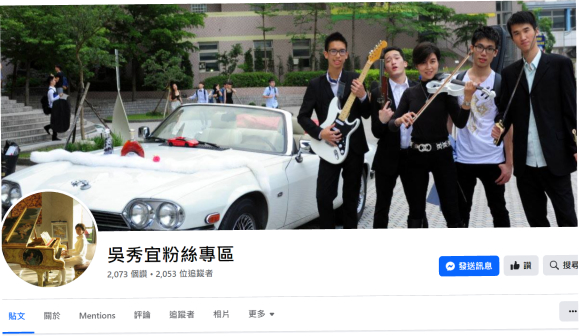 吳秀宜粉絲專區
2,073 個讚 • 2,053 位追蹤者
發送訊息
讚
搜尋
貼文 關於 Mentions 評論 追蹤者 相片 更多